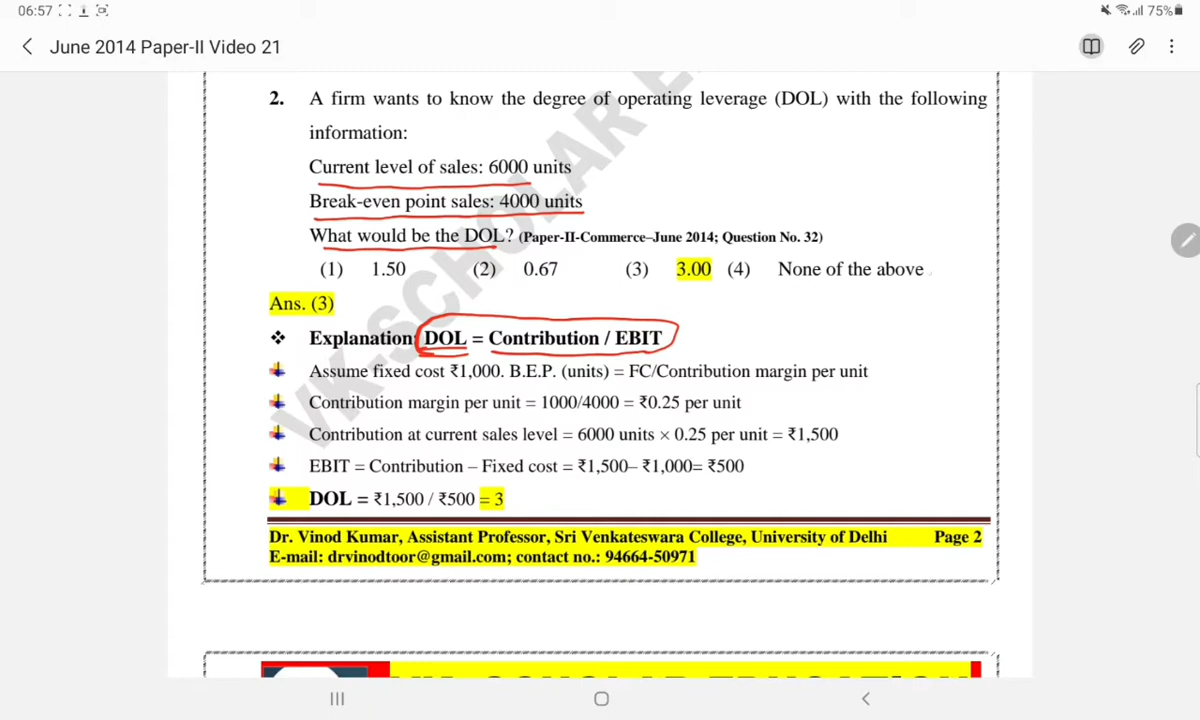 06:57
75%
June 2014 Paper-II Video 21
2. A firm wants to know the degree of operating leverage (DOL) with the following
information:
Current level of sales: 6000 units
Break-even point sales: 4000 units
What would be the DOL? (Paper-II-Commerce–June 2014; Question No. 32)
(1) 1.50 (2) 0.67 (3) 3.00 (4) None of the above
Ans. (3)
❖ Explanation: DOL = Contribution / EBIT
Assume fixed cost ₹1,000. B.E.P. (units) = FC/Contribution margin per unit
Contribution margin per unit = 1000/4000 = ₹0.25 per unit
Contribution at current sales level = 6000 units × 0.25 per unit = ₹1,500
EBIT = Contribution – Fixed cost = ₹1,500– ₹1,000= ₹500
DOL = ₹1,500 / ₹500 = 3
Dr. Vinod Kumar, Assistant Professor, Sri Venkateswara College, University of Delhi Page 2
E-mail: drvinodtoor@gmail.com; contact no.: 94664-50971